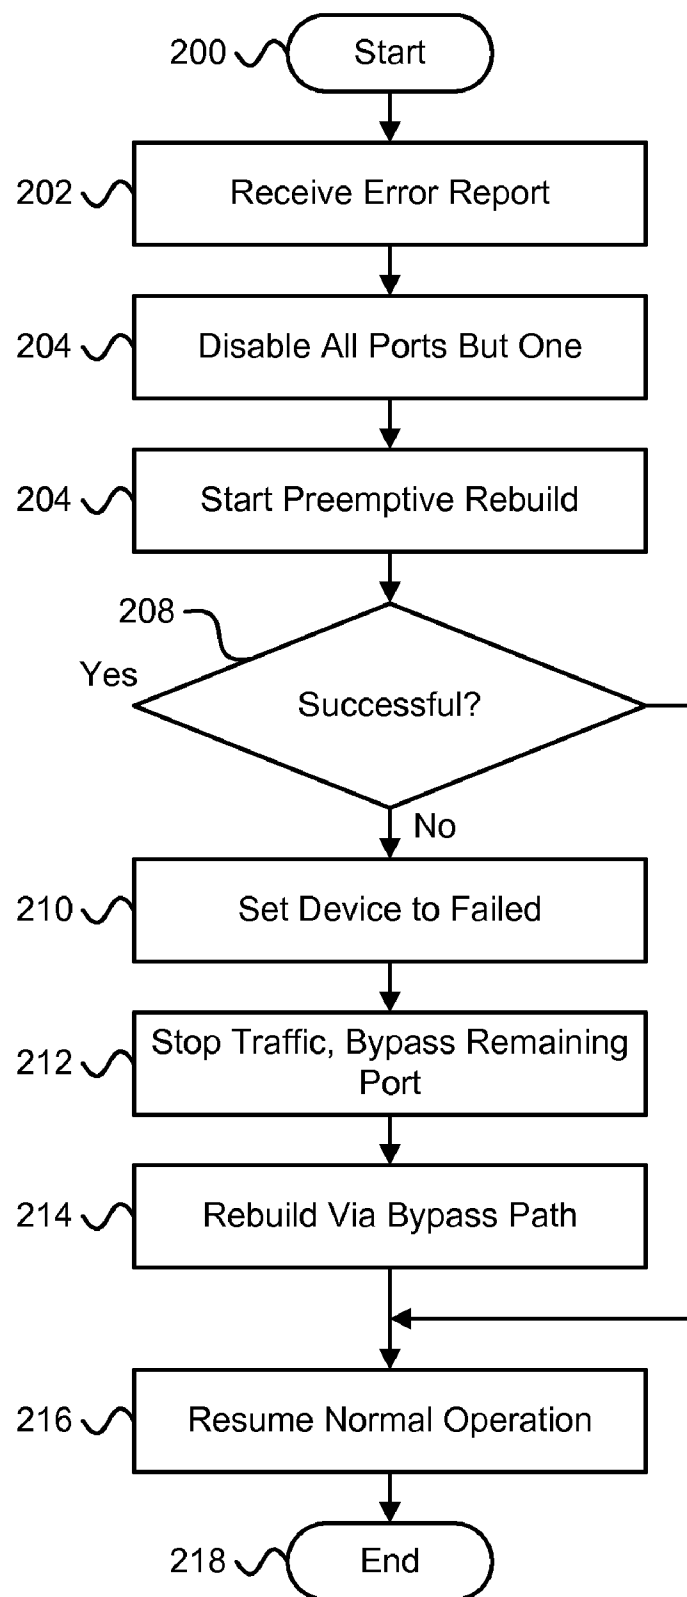 200 Start
202 Receive Error Report
204 Disable All Ports But One
204 Start Preemptive Rebuild
208
Yes
Successful?
No
210 Set Device to Failed
212 Stop Traffic, Bypass Remaining
Port
214 Rebuild Via Bypass Path
216 Resume Normal Operation
218 End